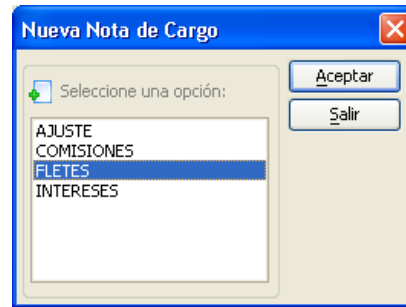 Nueva Nota de Cargo
Seleccione una opción:
AJUSTE
COMISIONES
FLETES
INTERESES
Aceptar
Salir